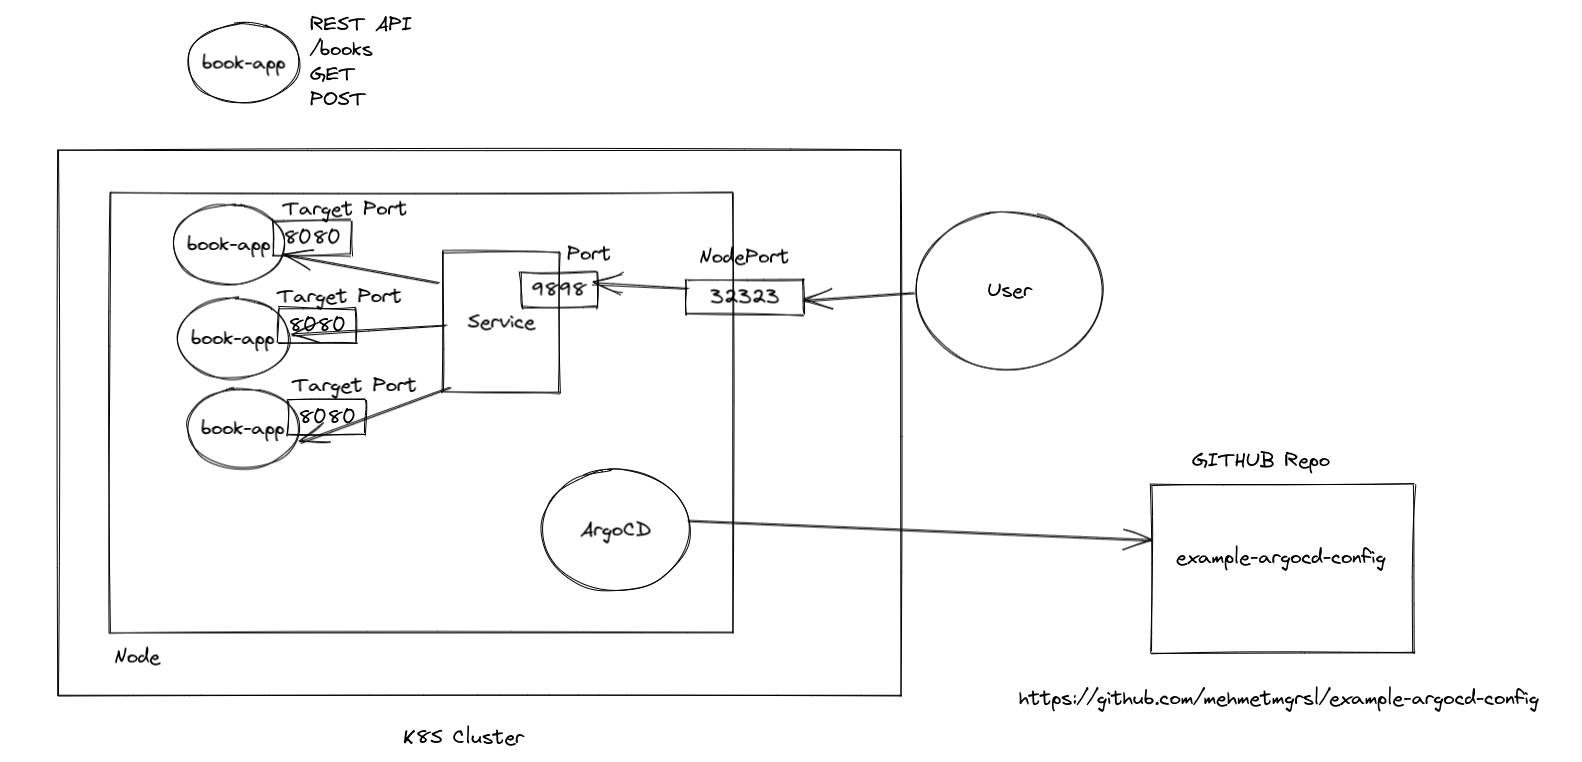 REST API
/books
GET
POST
book-app
Target Port
8080
book-app
Target Port
8080
book-app
Target Port
8080
book-app
Port
9898
Service
NodePort
32323
User
ArgoCD
GITHUB Repo
example-argocd-config
https://github.com/mehmetmgrsl/example-argocd-config
Node
K8S Cluster